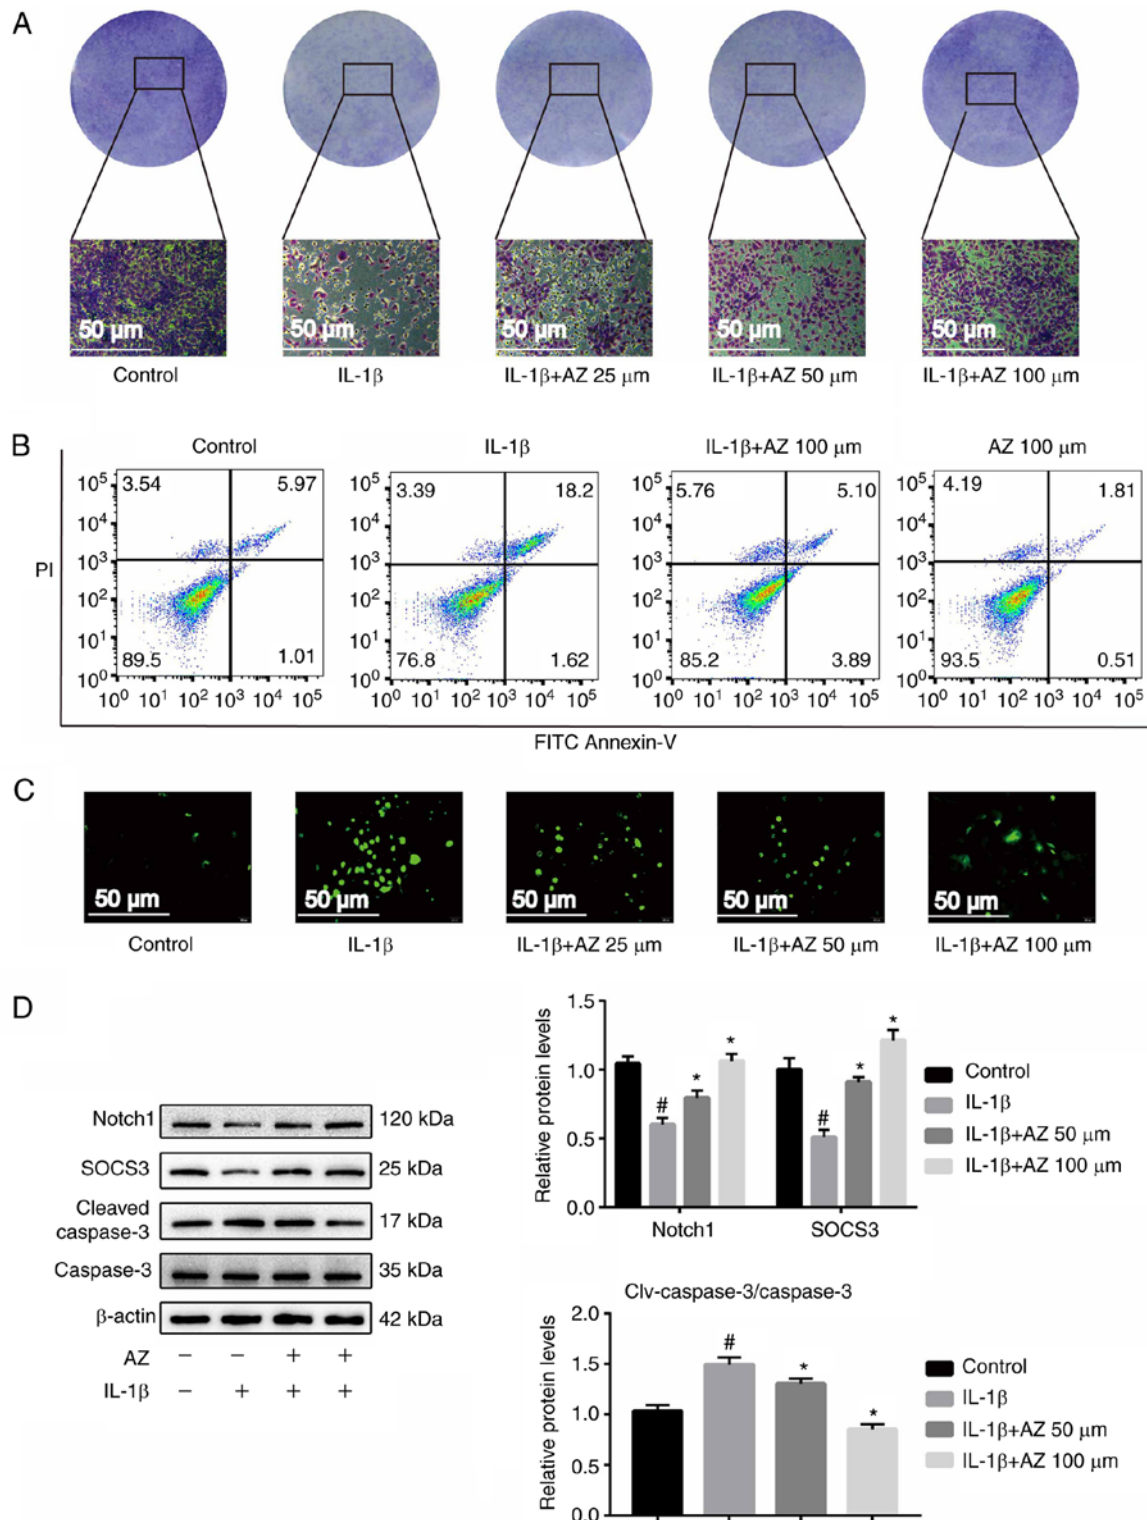 A
50 µm 50 µm 50 µm 50 µm 50 µm
Control IL-1β IL-1β+AZ 25 µm IL-1β+AZ 50 µm IL-1β+AZ 100 µm
B
Control IL-1β IL-1β+AZ 100 µm AZ 100 µm
PI
10⁵ 10⁴ 10³ 10² 10¹ 10⁰
3.54 5.97
89.5 1.01
10⁰ 10¹ 10² 10³ 10⁴ 10⁵
10⁵ 10⁴ 10³ 10² 10¹ 10⁰
3.39 18.2
76.8 1.62
10⁰ 10¹ 10² 10³ 10⁴ 10⁵
10⁵ 10⁴ 10³ 10² 10¹ 10⁰
5.76 5.10
85.2 3.89
10⁰ 10¹ 10² 10³ 10⁴ 10⁵
10⁵ 10⁴ 10³ 10² 10¹ 10⁰
4.19 1.81
93.5 0.51
10⁰ 10¹ 10² 10³ 10⁴ 10⁵
FITC Annexin-V
C
50 µm 50 µm 50 µm 50 µm 50 µm
Control IL-1β IL-1β+AZ 25 µm IL-1β+AZ 50 µm IL-1β+AZ 100 µm
D
Notch1 120 kDa
SOCS3 25 kDa
Cleaved
caspase-3 17 kDa
Caspase-3 35 kDa
β-actin 42 kDa
AZ − − + +
IL-1β − + + +
Relative protein levels
1.5
1.0
0.5
0.0
# * * # * *
Notch1 SOCS3
Control
IL-1β
IL-1β+AZ 50 µm
IL-1β+AZ 100 µm
Clv-caspase-3/caspase-3
Relative protein levels
2.0
1.5
1.0
0.5
0.0
# * *
Control
IL-1β
IL-1β+AZ 50 µm
IL-1β+AZ 100 µm